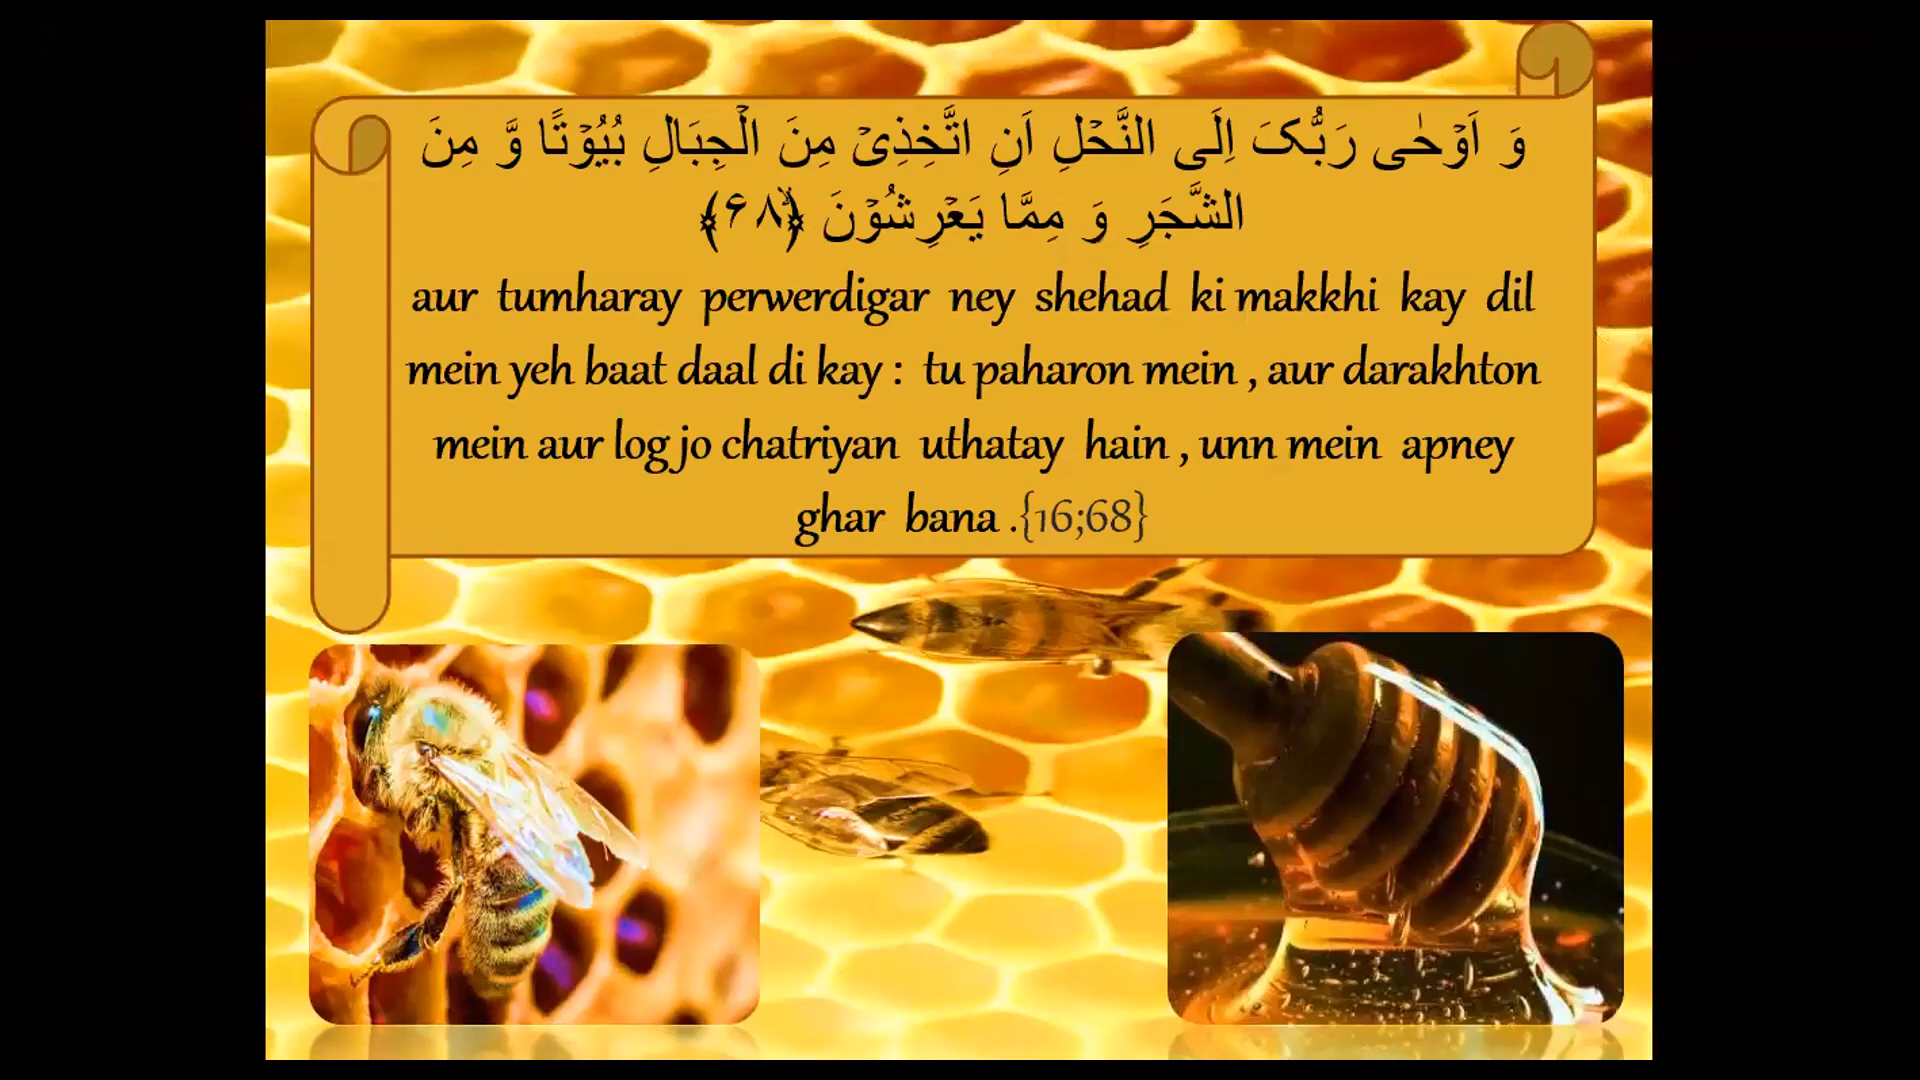 وَ اَوۡحٰی رَبُّکَ اِلَی النَّحۡلِ اَنِ اتَّخِذِیۡ مِنَ الۡجِبَالِ بُیُوۡتًا وَّ مِنَ
الشَّجَرِ وَ مِمَّا یَعۡرِشُوۡنَ ﴿ۙ۶۸﴾
aur tumharay perwerdigar ney shehad ki makkhi kay dil
mein yeh baat daal di kay : tu paharon mein , aur darakhton
mein aur log jo chatriyan uthatay hain , unn mein apney
ghar bana .{16;68}